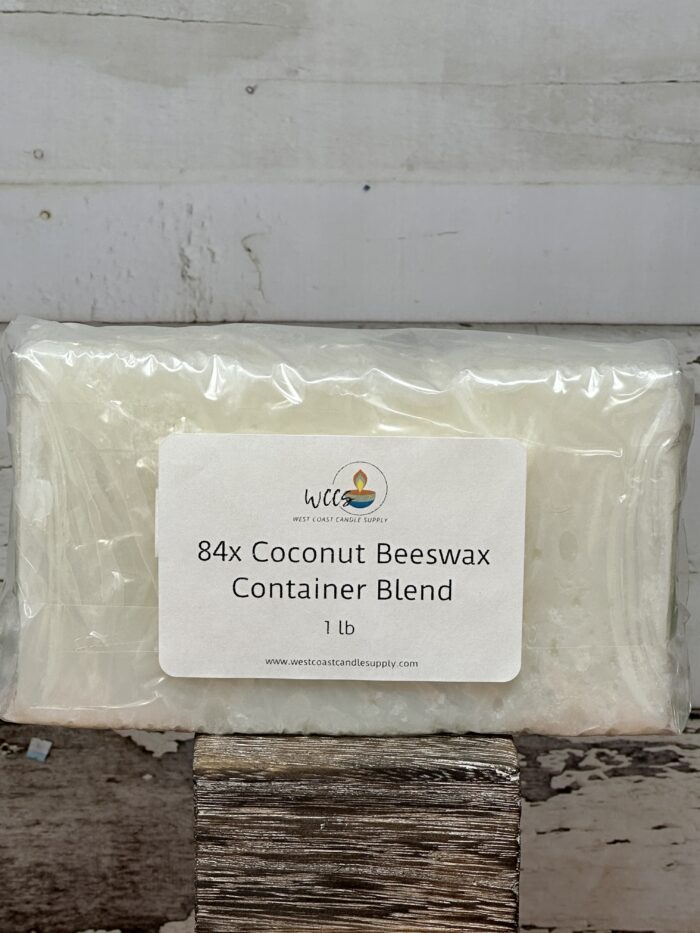 WCCS
WEST COAST CANDLE SUPPLY
84x Coconut Beeswax
Container Blend
1 lb
www.westcoastcandlesupply.com